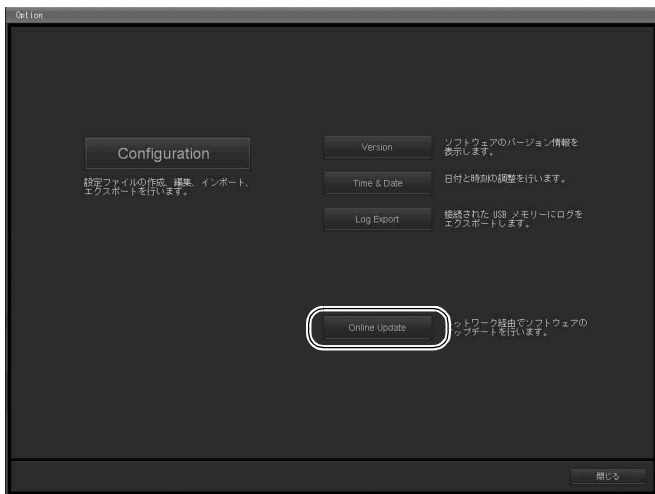 Option
Configuration
設定ファイルの作成、編集、インポート、
エクスポートを行います。
Version
ソフトウェアのバージョン情報を
表示します。
Time & Date
日付と時刻の調整を行います。
Log Export
接続された USB メモリーにログを
エクスポートします。
Online Update
ネットワーク経由でソフトウェアの
アップデートを行います。
閉じる